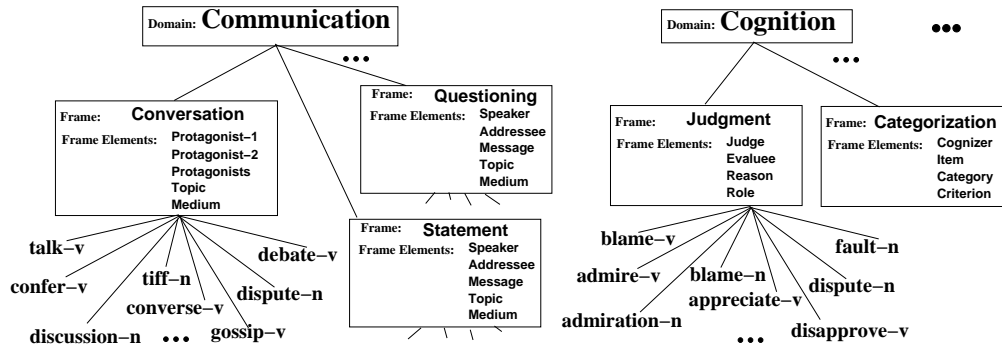 Domain: Communication
...
Frame: Conversation
Frame Elements: Protagonist–1
Protagonist–2
Protagonists
Topic
Medium
talk–v
confer–v
discussion–n
tiff–n
converse–v
...
gossip–v
dispute–n
debate–v
Frame: Questioning
Frame Elements: Speaker
Addressee
Message
Topic
Medium
Frame: Statement
Frame Elements: Speaker
Addressee
Message
Topic
Medium
Domain: Cognition
...
...
Frame: Judgment
Frame Elements: Judge
Evaluee
Reason
Role
blame–v
admire–v
admiration–n
blame–n
appreciate–v
...
disapprove–v
dispute–n
fault–n
Frame: Categorization
Frame Elements: Cognizer
Item
Category
Criterion